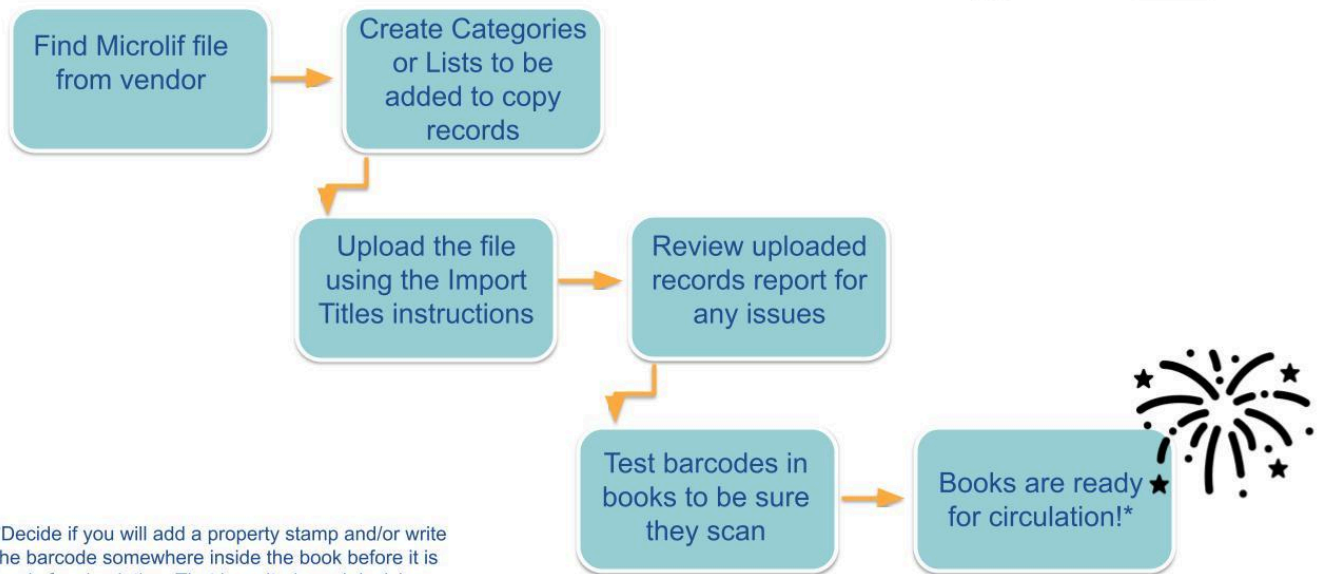 Find Microlif file
from vendor
Create Categories
or Lists to be
added to copy
records
Upload the file
using the Import
Titles instructions
Review uploaded
records report for
any issues
Test barcodes in
books to be sure
they scan
Books are ready
for circulation!*
Decide if you will add a property stamp and/or write
he barcode somewhere inside the book before it is